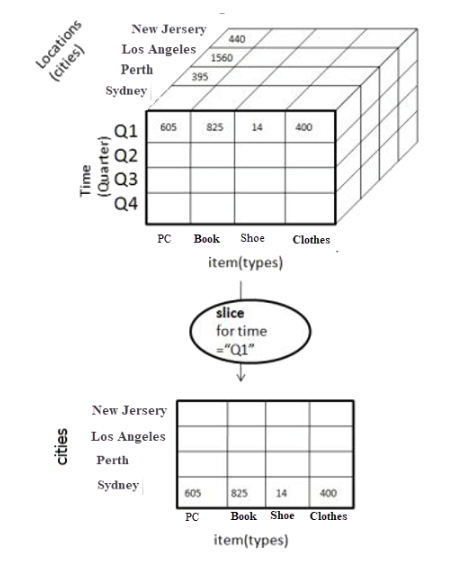 Locations
(cities)
New Jersery
Los Angeles
Perth
Sydney
440
1560
395
Time
(Quarter)
Q1
605 825 14 400
Q2
Q3
Q4
PC Book Shoe Clothes
item(types)
slice
for time
="Q1"
cities
New Jersery
Los Angeles
Perth
Sydney
605 825 14 400
PC Book Shoe Clothes
item(types)